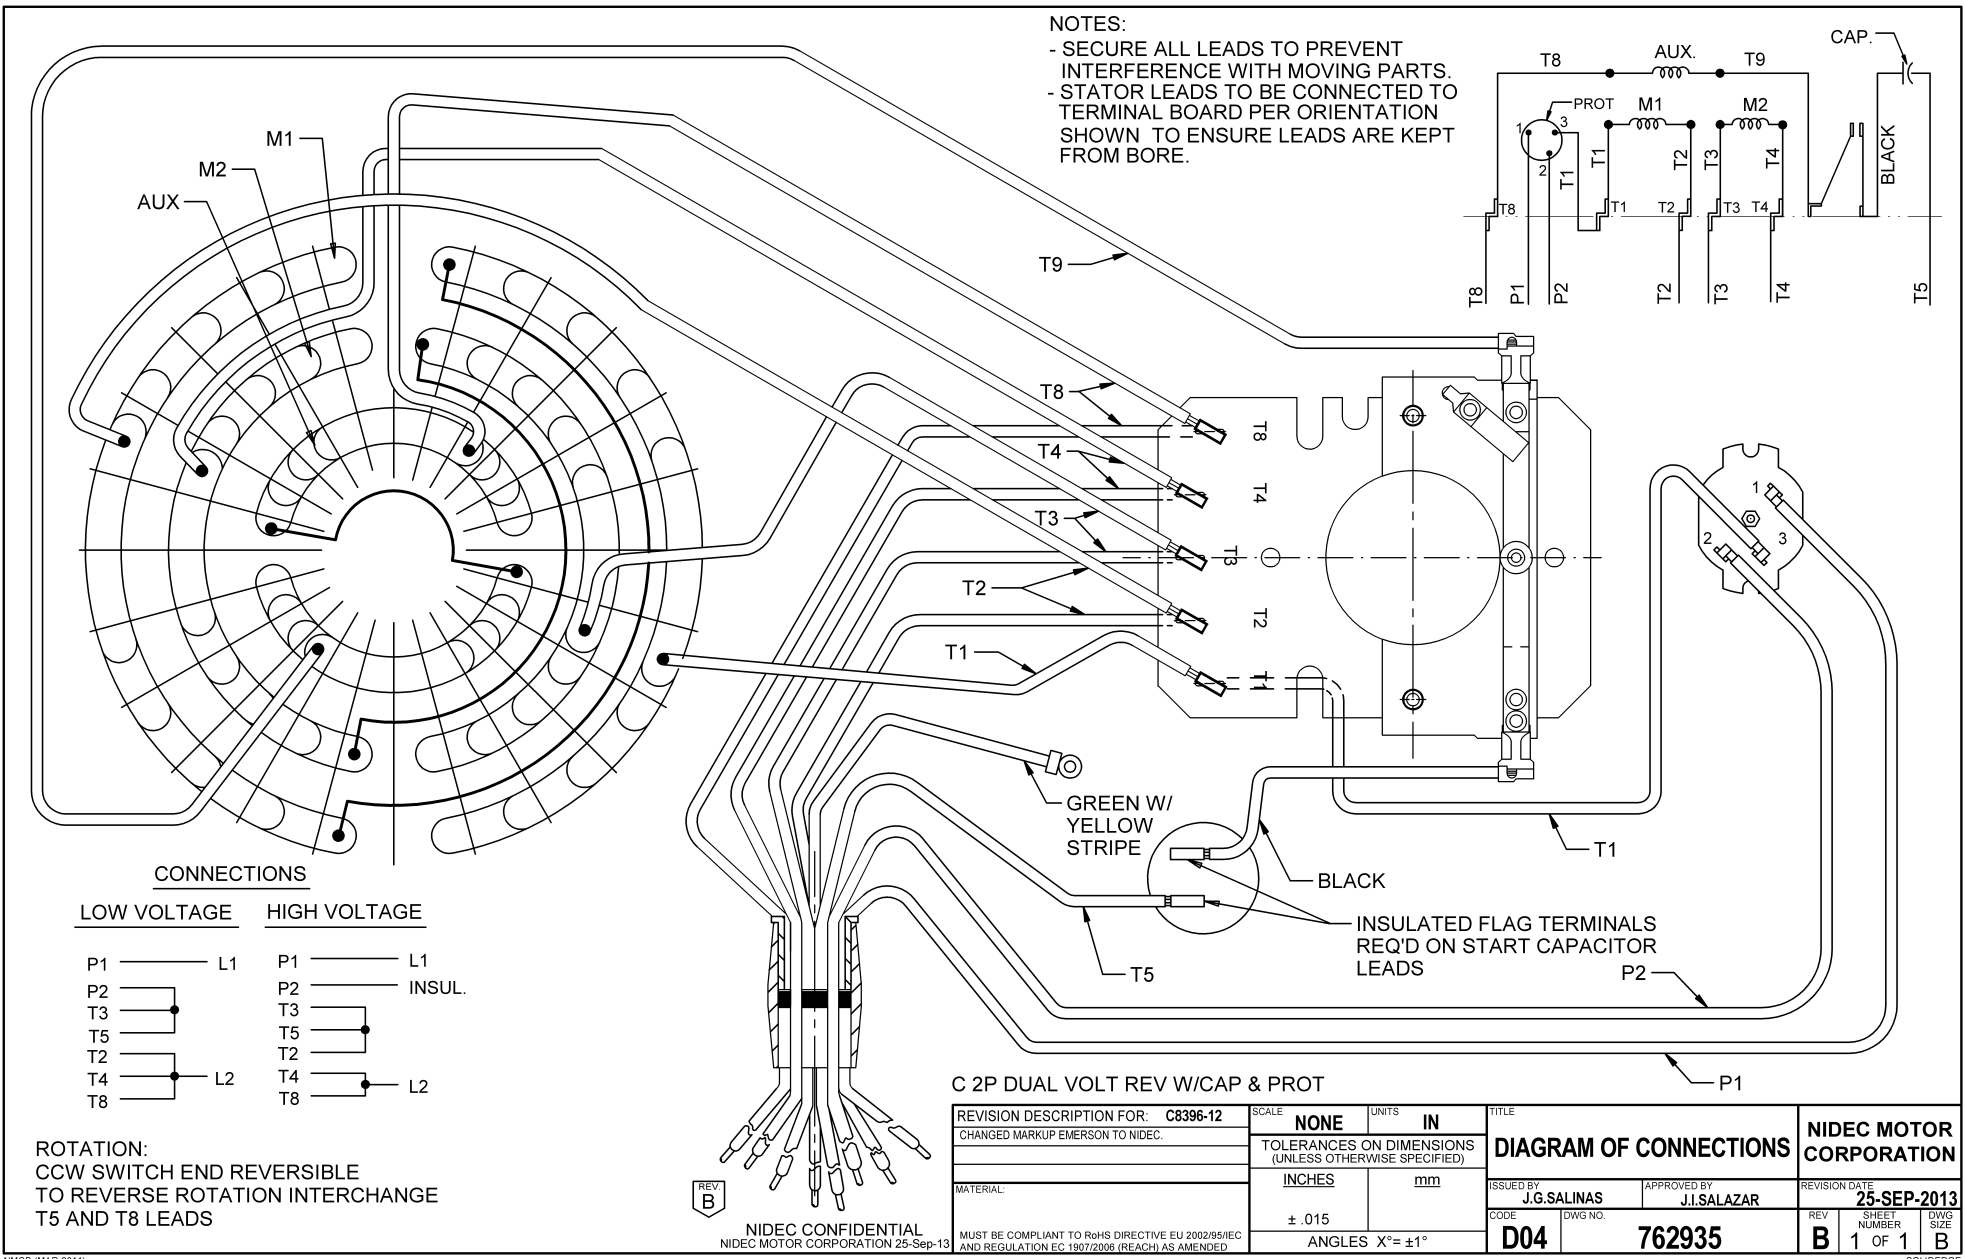 NOTES:
- SECURE ALL LEADS TO PREVENT
INTERFERENCE WITH MOVING PARTS.
- STATOR LEADS TO BE CONNECTED TO
TERMINAL BOARD PER ORIENTATION
SHOWN TO ENSURE LEADS ARE KEPT
FROM BORE.
CAP.
T8
AUX.
T9
PROT
M1
M2
1
3
2
T1
T1
T2
T3
T4
BLACK
T8
T1
T2
T3
T4
T8
P1
P2
T2
T3
T4
T5
M1
M2
AUX
T9
T8
T4
T3
T2
T1
T8
T4
T3
T2
T1
1
2
3
GREEN W/
YELLOW
STRIPE
T1
BLACK
INSULATED FLAG TERMINALS
REQ'D ON START CAPACITOR
LEADS
T5
P2
P1
CONNECTIONS
LOW VOLTAGE
HIGH VOLTAGE
P1 L1
P2
T3
T5
T2
T4 L2
T8
P1 L1
P2 INSUL.
T3
T5
T2
T4 L2
T8
ROTATION:
CCW SWITCH END REVERSIBLE
TO REVERSE ROTATION INTERCHANGE
T5 AND T8 LEADS
REV.
B
NIDEC CONFIDENTIAL
NIDEC MOTOR CORPORATION 25-Sep-13
C 2P DUAL VOLT REV W/CAP & PROT
REVISION DESCRIPTION FOR: C8396-12
CHANGED MARKUP EMERSON TO NIDEC.
MATERIAL:
MUST BE COMPLIANT TO RoHS DIRECTIVE EU 2002/95/IEC
AND REGULATION EC 1907/2006 (REACH) AS AMENDED
SCALE
NONE
UNITS
IN
TOLERANCES ON DIMENSIONS
(UNLESS OTHERWISE SPECIFIED)
INCHES
mm
± .015
ANGLES X°= ±1°
TITLE
DIAGRAM OF CONNECTIONS
NIDEC MOTOR
CORPORATION
ISSUED BY
J.G.SALINAS
APPROVED BY
J.I.SALAZAR
REVISION DATE
25-SEP-2013
CODE
D04
DWG NO.
762935
REV
B
SHEET
NUMBER
1 OF 1
DWG
SIZE
B